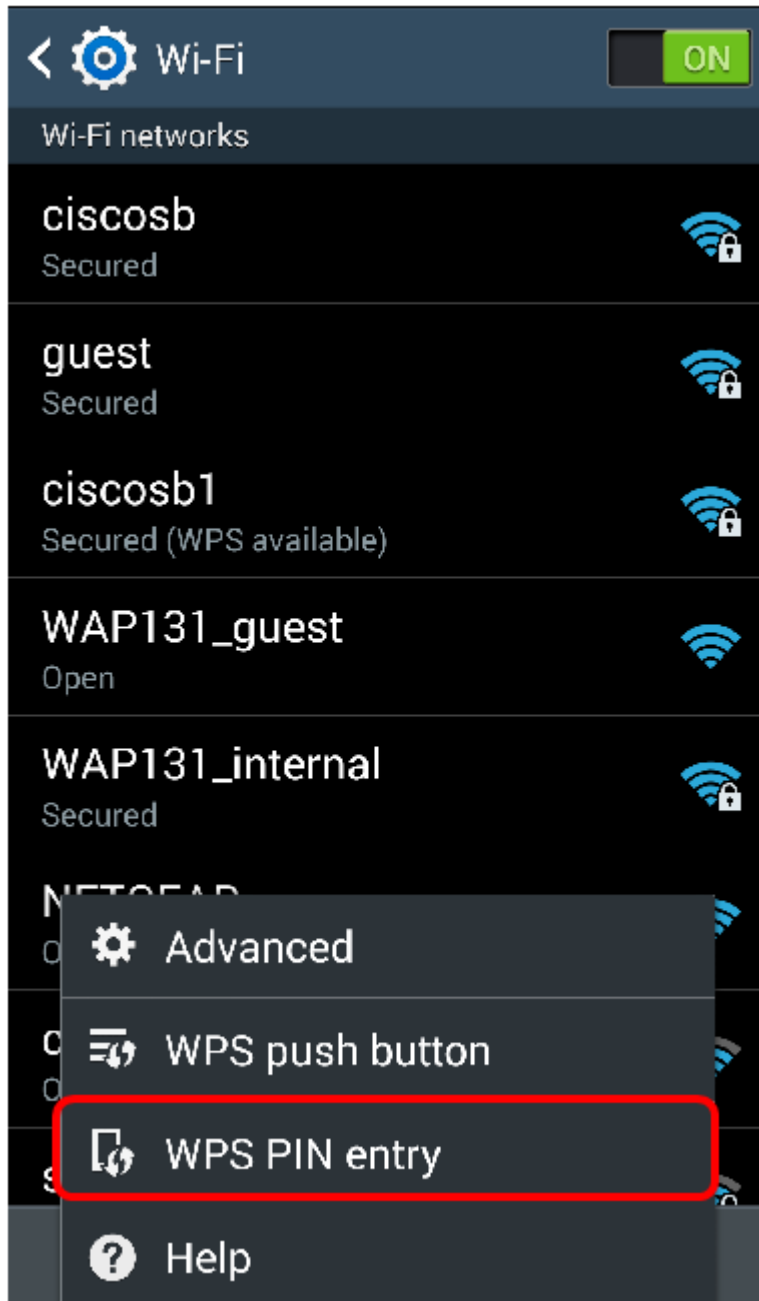 Wi-Fi
ON
Wi-Fi networks
ciscosb
Secured
guest
Secured
ciscosb1
Secured (WPS available)
WAP131_guest
Open
WAP131_internal
Secured
NETGEAR
Advanced
WPS push button
WPS PIN entry
Help